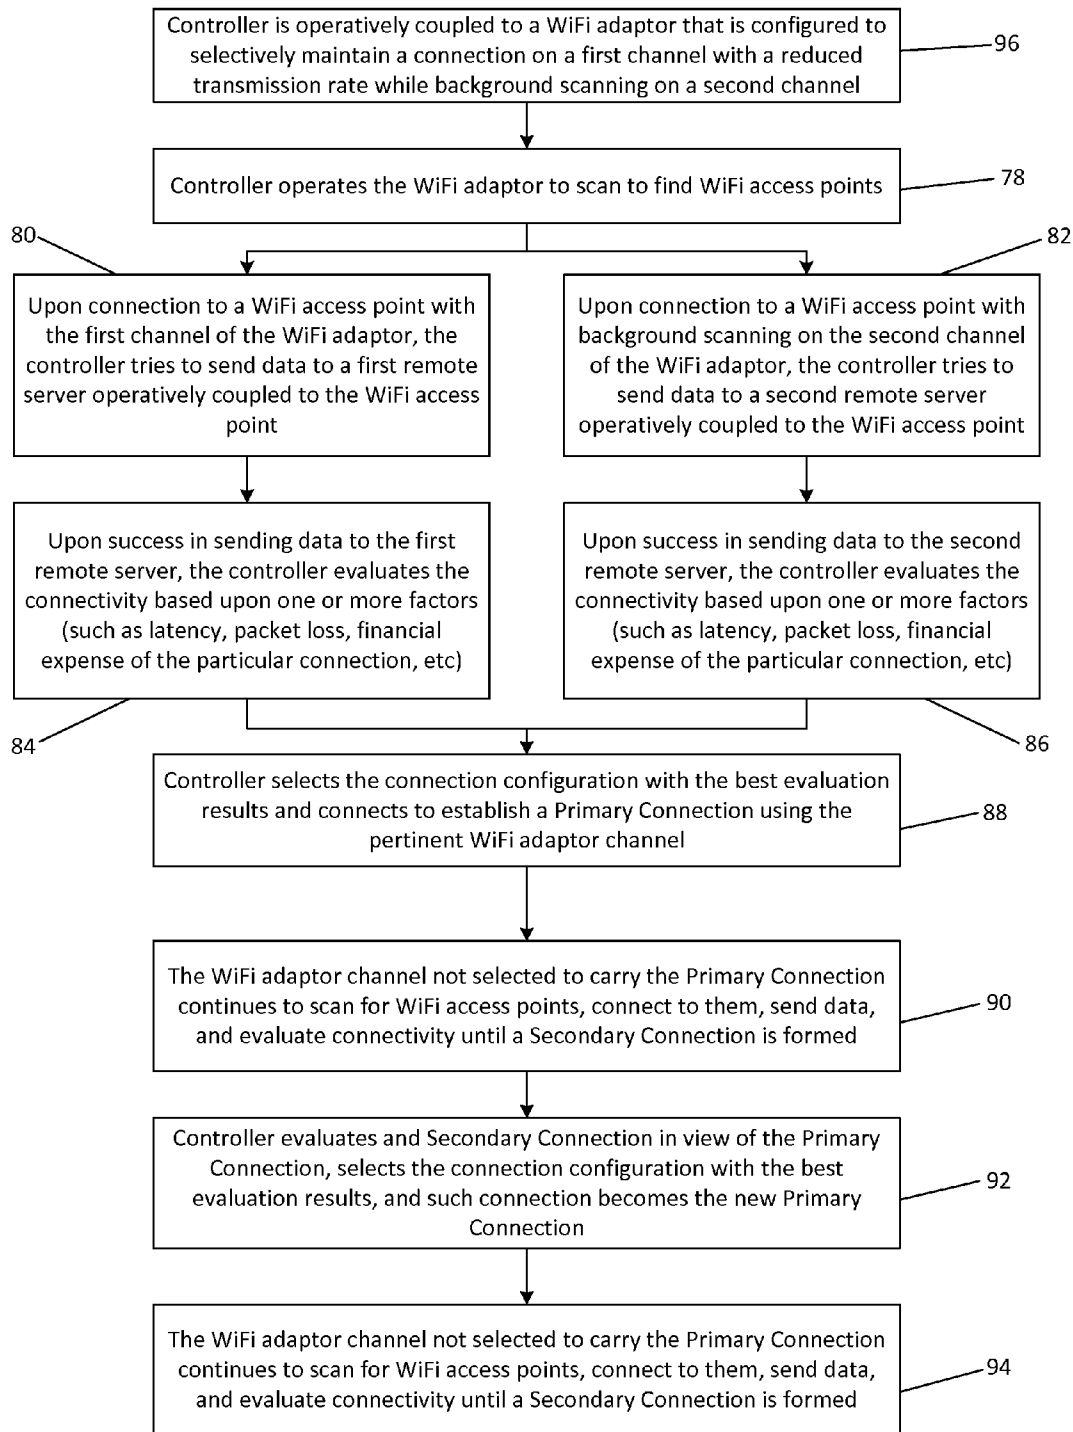 Controller is operatively coupled to a WiFi adaptor that is configured to
selectively maintain a connection on a first channel with a reduced
transmission rate while background scanning on a second channel
96
Controller operates the WiFi adaptor to scan to find WiFi access points
78
80
82
Upon connection to a WiFi access point with
the first channel of the WiFi adaptor, the
controller tries to send data to a first remote
server operatively coupled to the WiFi access
point
Upon connection to a WiFi access point with
background scanning on the second channel
of the WiFi adaptor, the controller tries to
send data to a second remote server
operatively coupled to the WiFi access point
Upon success in sending data to the first
remote server, the controller evaluates the
connectivity based upon one or more factors
(such as latency, packet loss, financial
expense of the particular connection, etc)
Upon success in sending data to the second
remote server, the controller evaluates the
connectivity based upon one or more factors
(such as latency, packet loss, financial
expense of the particular connection, etc)
84
86
Controller selects the connection configuration with the best evaluation
results and connects to establish a Primary Connection using the
pertinent WiFi adaptor channel
88
The WiFi adaptor channel not selected to carry the Primary Connection
continues to scan for WiFi access points, connect to them, send data,
and evaluate connectivity until a Secondary Connection is formed
90
Controller evaluates and Secondary Connection in view of the Primary
Connection, selects the connection configuration with the best
evaluation results, and such connection becomes the new Primary
Connection
92
The WiFi adaptor channel not selected to carry the Primary Connection
continues to scan for WiFi access points, connect to them, send data,
and evaluate connectivity until a Secondary Connection is formed
94